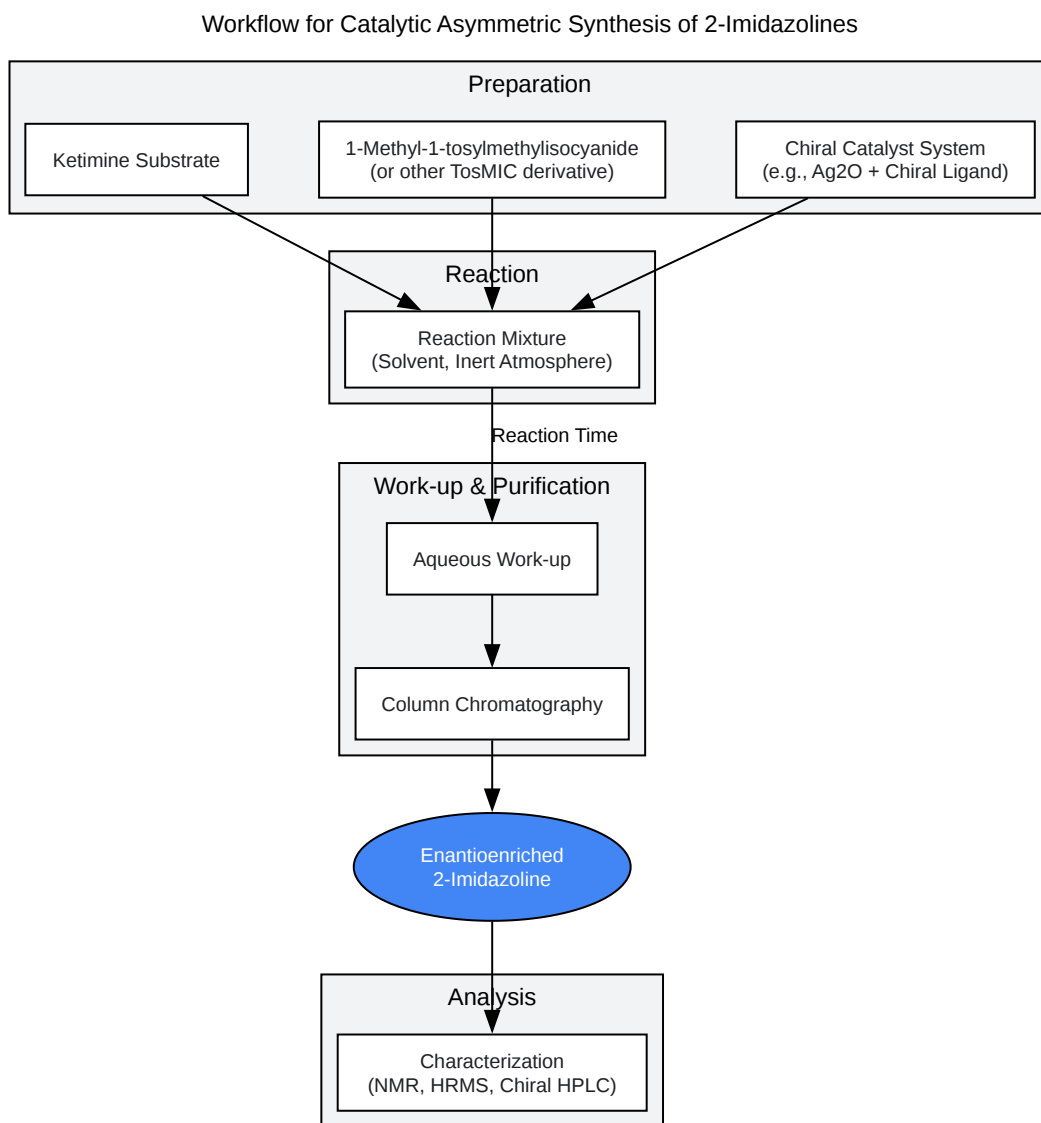 Workflow for Catalytic Asymmetric Synthesis of 2-Imidazolines
Preparation
Ketimine Substrate
1-Methyl-1-tosylmethylisocyanide
(or other TosMIC derivative)
Chiral Catalyst System
(e.g., Ag2O + Chiral Ligand)
Reaction
Reaction Mixture
(Solvent, Inert Atmosphere)
Reaction Time
Work-up & Purification
Aqueous Work-up
Column Chromatography
Enantioenriched
2-Imidazoline
Analysis
Characterization
(NMR, HRMS, Chiral HPLC)